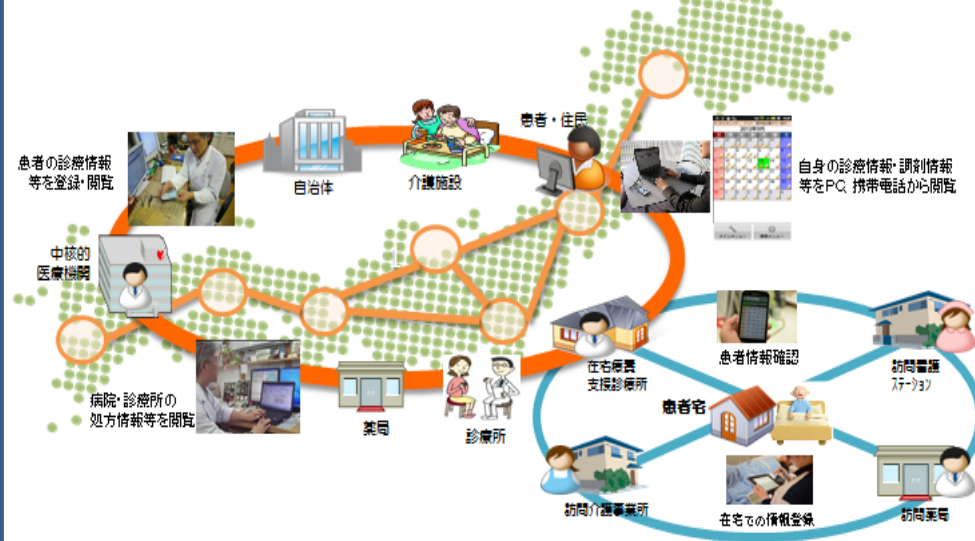 患者・住民
患者の診療情報
等を登録・閲覧
自治体
介護施設
自身の診療情報・調剤情報
等をPC, 携帯電話から閲覧
中核的
医療機関
病院・診療所の
処方情報等を閲覧
薬局
診療所
在宅療養
支援診療所
患者情報確認
訪問看護
ステーション
患者宅
訪問介護事業所
在宅での情報登録
訪問薬局